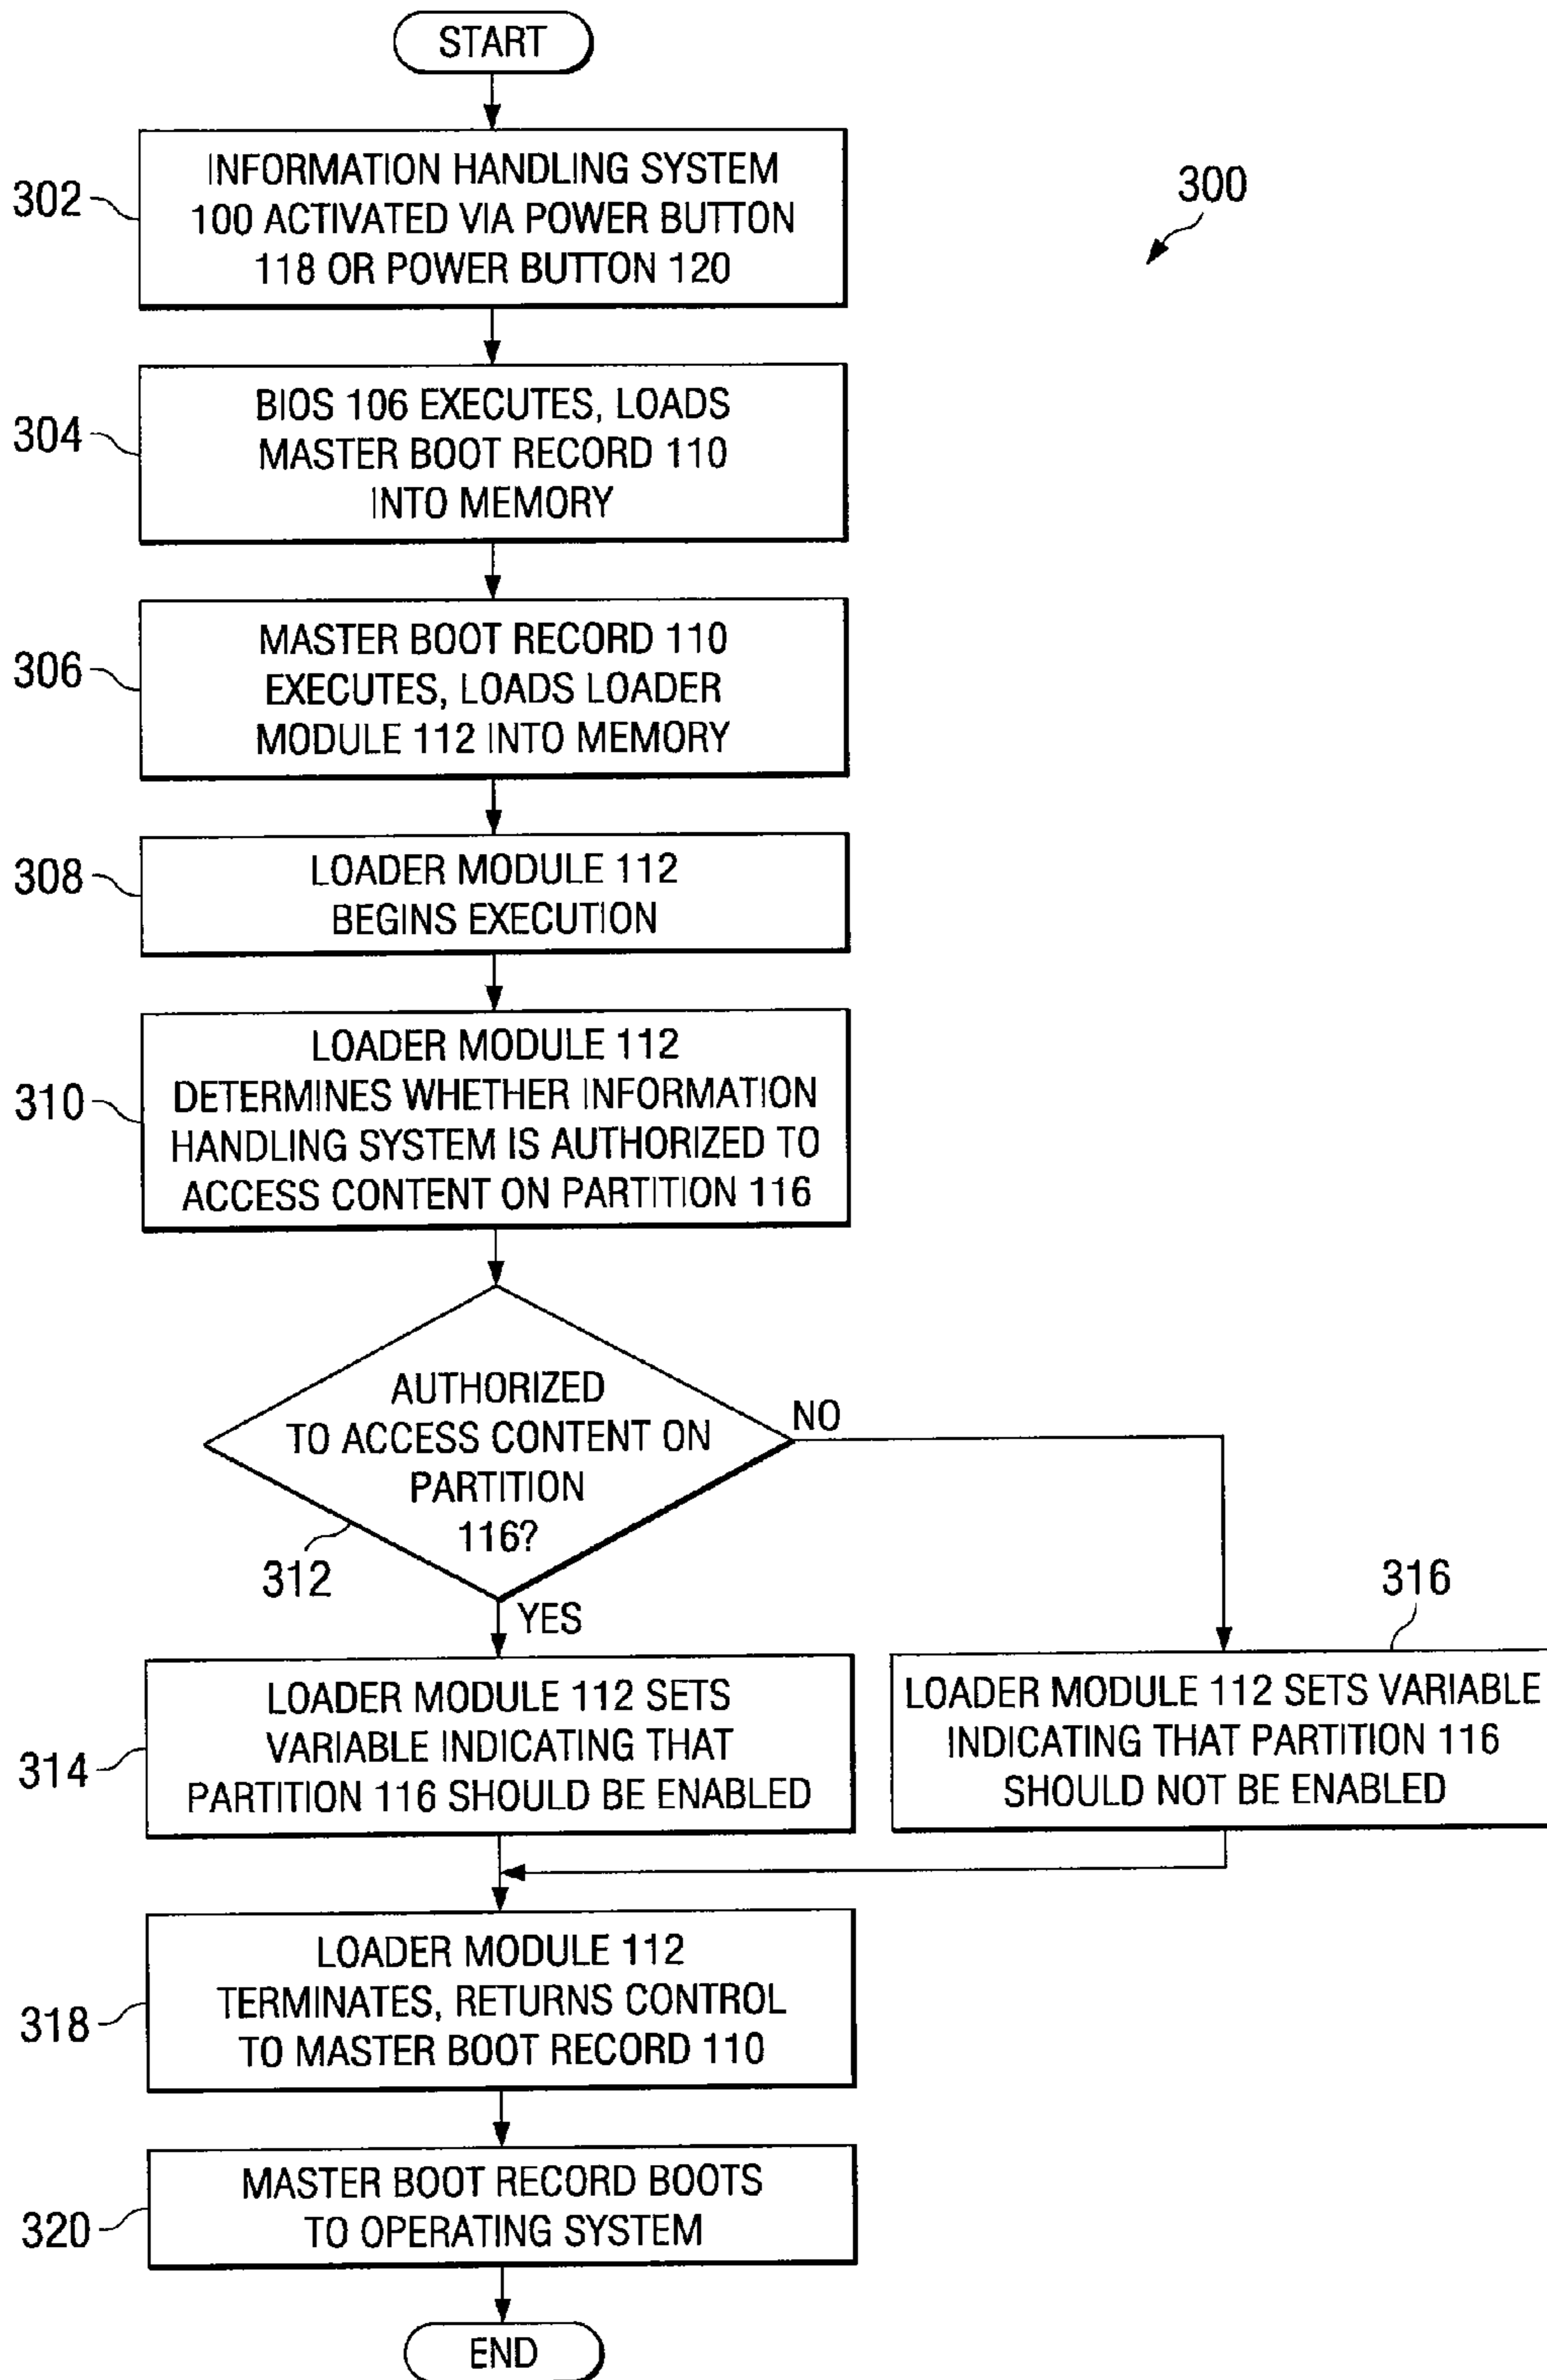 START
302
INFORMATION HANDLING SYSTEM
100 ACTIVATED VIA POWER BUTTON
118 OR POWER BUTTON 120
300
304
BIOS 106 EXECUTES, LOADS
MASTER BOOT RECORD 110
INTO MEMORY
306
MASTER BOOT RECORD 110
EXECUTES, LOADS LOADER
MODULE 112 INTO MEMORY
308
LOADER MODULE 112
BEGINS EXECUTION
310
LOADER MODULE 112
DETERMINES WHETHER INFORMATION
HANDLING SYSTEM IS AUTHORIZED TO
ACCESS CONTENT ON PARTITION 116
AUTHORIZED
TO ACCESS CONTENT ON
PARTITION
116?
NO
312
YES
314
LOADER MODULE 112 SETS
VARIABLE INDICATING THAT
PARTITION 116 SHOULD BE ENABLED
316
LOADER MODULE 112 SETS VARIABLE
INDICATING THAT PARTITION 116
SHOULD NOT BE ENABLED
318
LOADER MODULE 112
TERMINATES, RETURNS CONTROL
TO MASTER BOOT RECORD 110
320
MASTER BOOT RECORD BOOTS
TO OPERATING SYSTEM
END